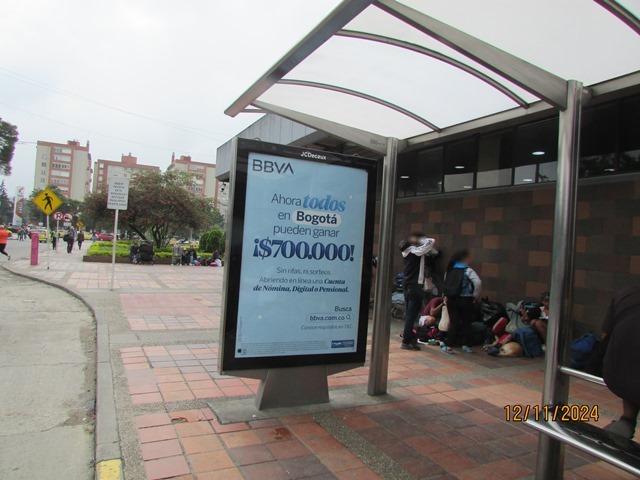 JCDecaux
BBVA
Ahora todos
en Bogotá
pueden ganar
¡$700.000!
Sin rifas, ni sorteos.
Abriendo en línea una Cuenta
de Nómina, Digital o Pensional.
Busca
bbva.com.co
12/11/2024